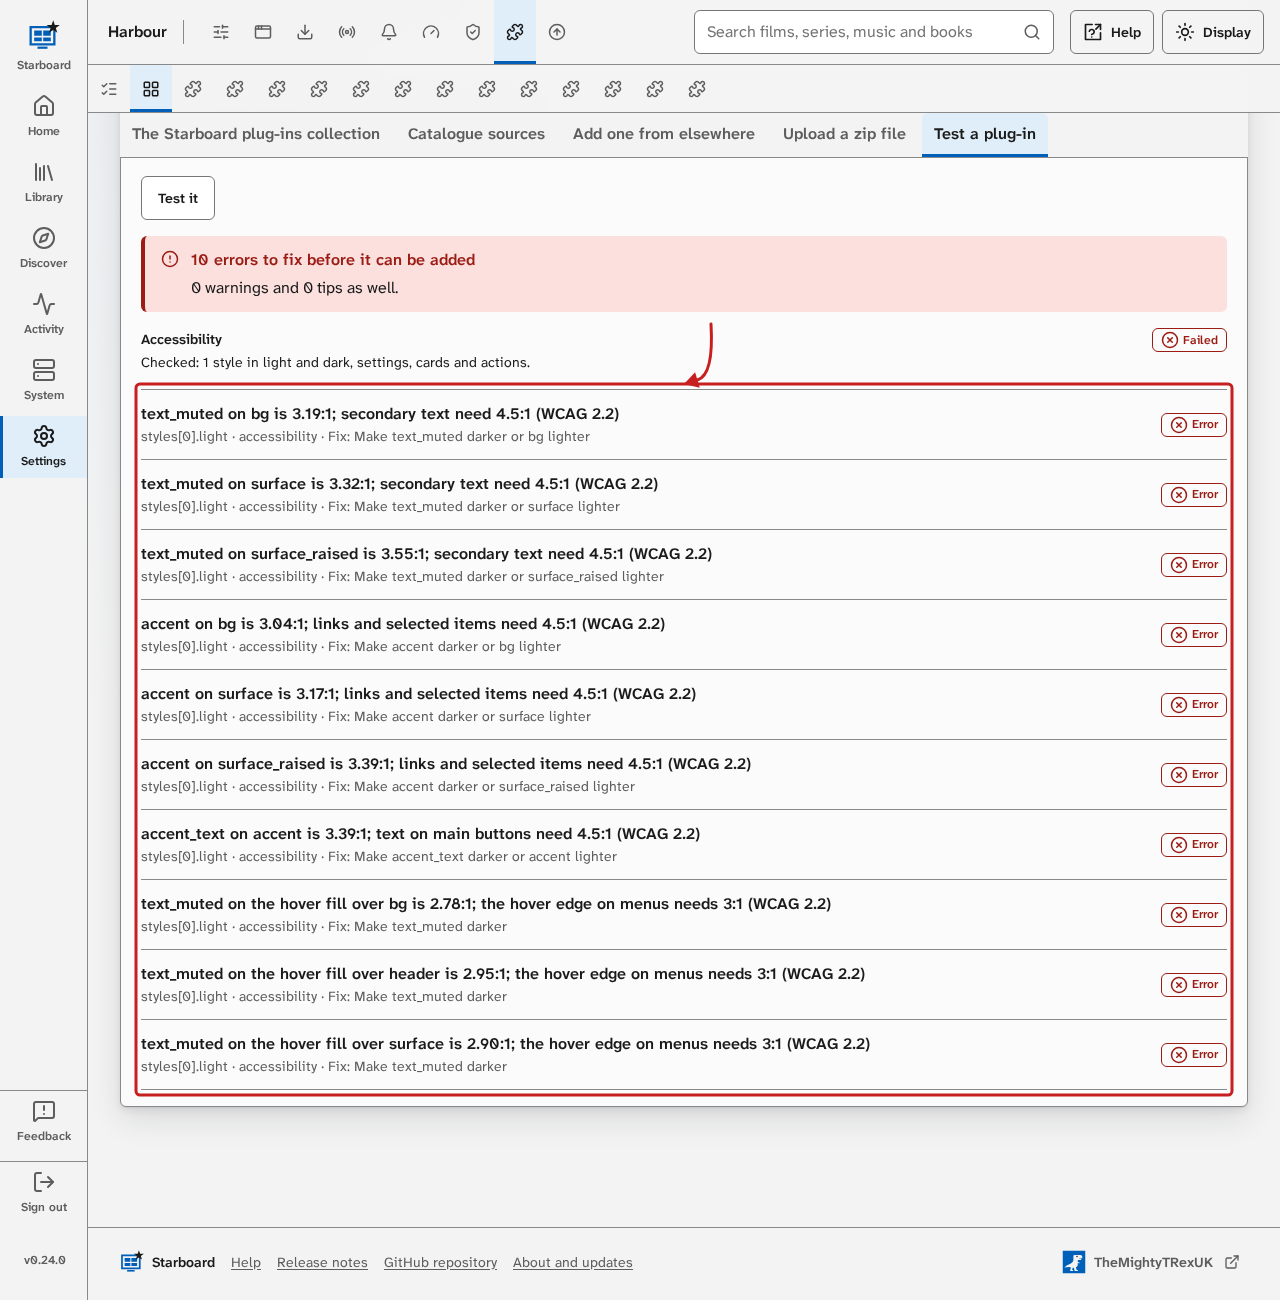 Starboard
Home
Library
Discover
Activity
System
Settings
Feedback
Sign out
v0.24.0
Harbour
Search films, series, music and books
Help
Display
The Starboard plug-ins collection
Catalogue sources
Add one from elsewhere
Upload a zip file
Test a plug-in
Test it
10 errors to fix before it can be added
0 warnings and 0 tips as well.
Accessibility
Failed
Checked: 1 style in light and dark, settings, cards and actions.
text_muted on bg is 3.19:1; secondary text need 4.5:1 (WCAG 2.2)
styles[0].light · accessibility · Fix: Make text_muted darker or bg lighter
Error
text_muted on surface is 3.32:1; secondary text need 4.5:1 (WCAG 2.2)
styles[0].light · accessibility · Fix: Make text_muted darker or surface lighter
Error
text_muted on surface_raised is 3.55:1; secondary text need 4.5:1 (WCAG 2.2)
styles[0].light · accessibility · Fix: Make text_muted darker or surface_raised lighter
Error
accent on bg is 3.04:1; links and selected items need 4.5:1 (WCAG 2.2)
styles[0].light · accessibility · Fix: Make accent darker or bg lighter
Error
accent on surface is 3.17:1; links and selected items need 4.5:1 (WCAG 2.2)
styles[0].light · accessibility · Fix: Make accent darker or surface lighter
Error
accent on surface_raised is 3.39:1; links and selected items need 4.5:1 (WCAG 2.2)
styles[0].light · accessibility · Fix: Make accent darker or surface_raised lighter
Error
accent_text on accent is 3.39:1; text on main buttons need 4.5:1 (WCAG 2.2)
styles[0].light · accessibility · Fix: Make accent_text darker or accent lighter
Error
text_muted on the hover fill over bg is 2.78:1; the hover edge on menus needs 3:1 (WCAG 2.2)
styles[0].light · accessibility · Fix: Make text_muted darker
Error
text_muted on the hover fill over header is 2.95:1; the hover edge on menus needs 3:1 (WCAG 2.2)
styles[0].light · accessibility · Fix: Make text_muted darker
Error
text_muted on the hover fill over surface is 2.90:1; the hover edge on menus needs 3:1 (WCAG 2.2)
styles[0].light · accessibility · Fix: Make text_muted darker
Error
Starboard
Help
Release notes
GitHub repository
About and updates
TheMightyTRexUK